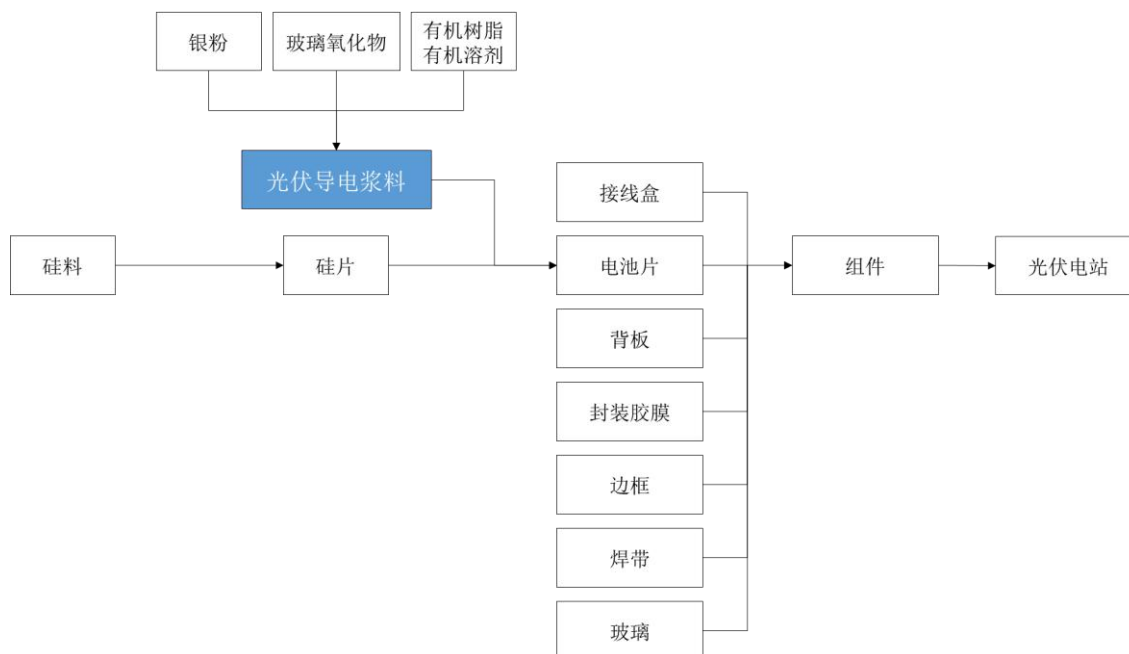 银粉
玻璃氧化物
有机树脂
有机溶剂
光伏导电浆料
接线盒
硅料
硅片
电池片
组件
光伏电站
背板
封装胶膜
边框
焊带
玻璃